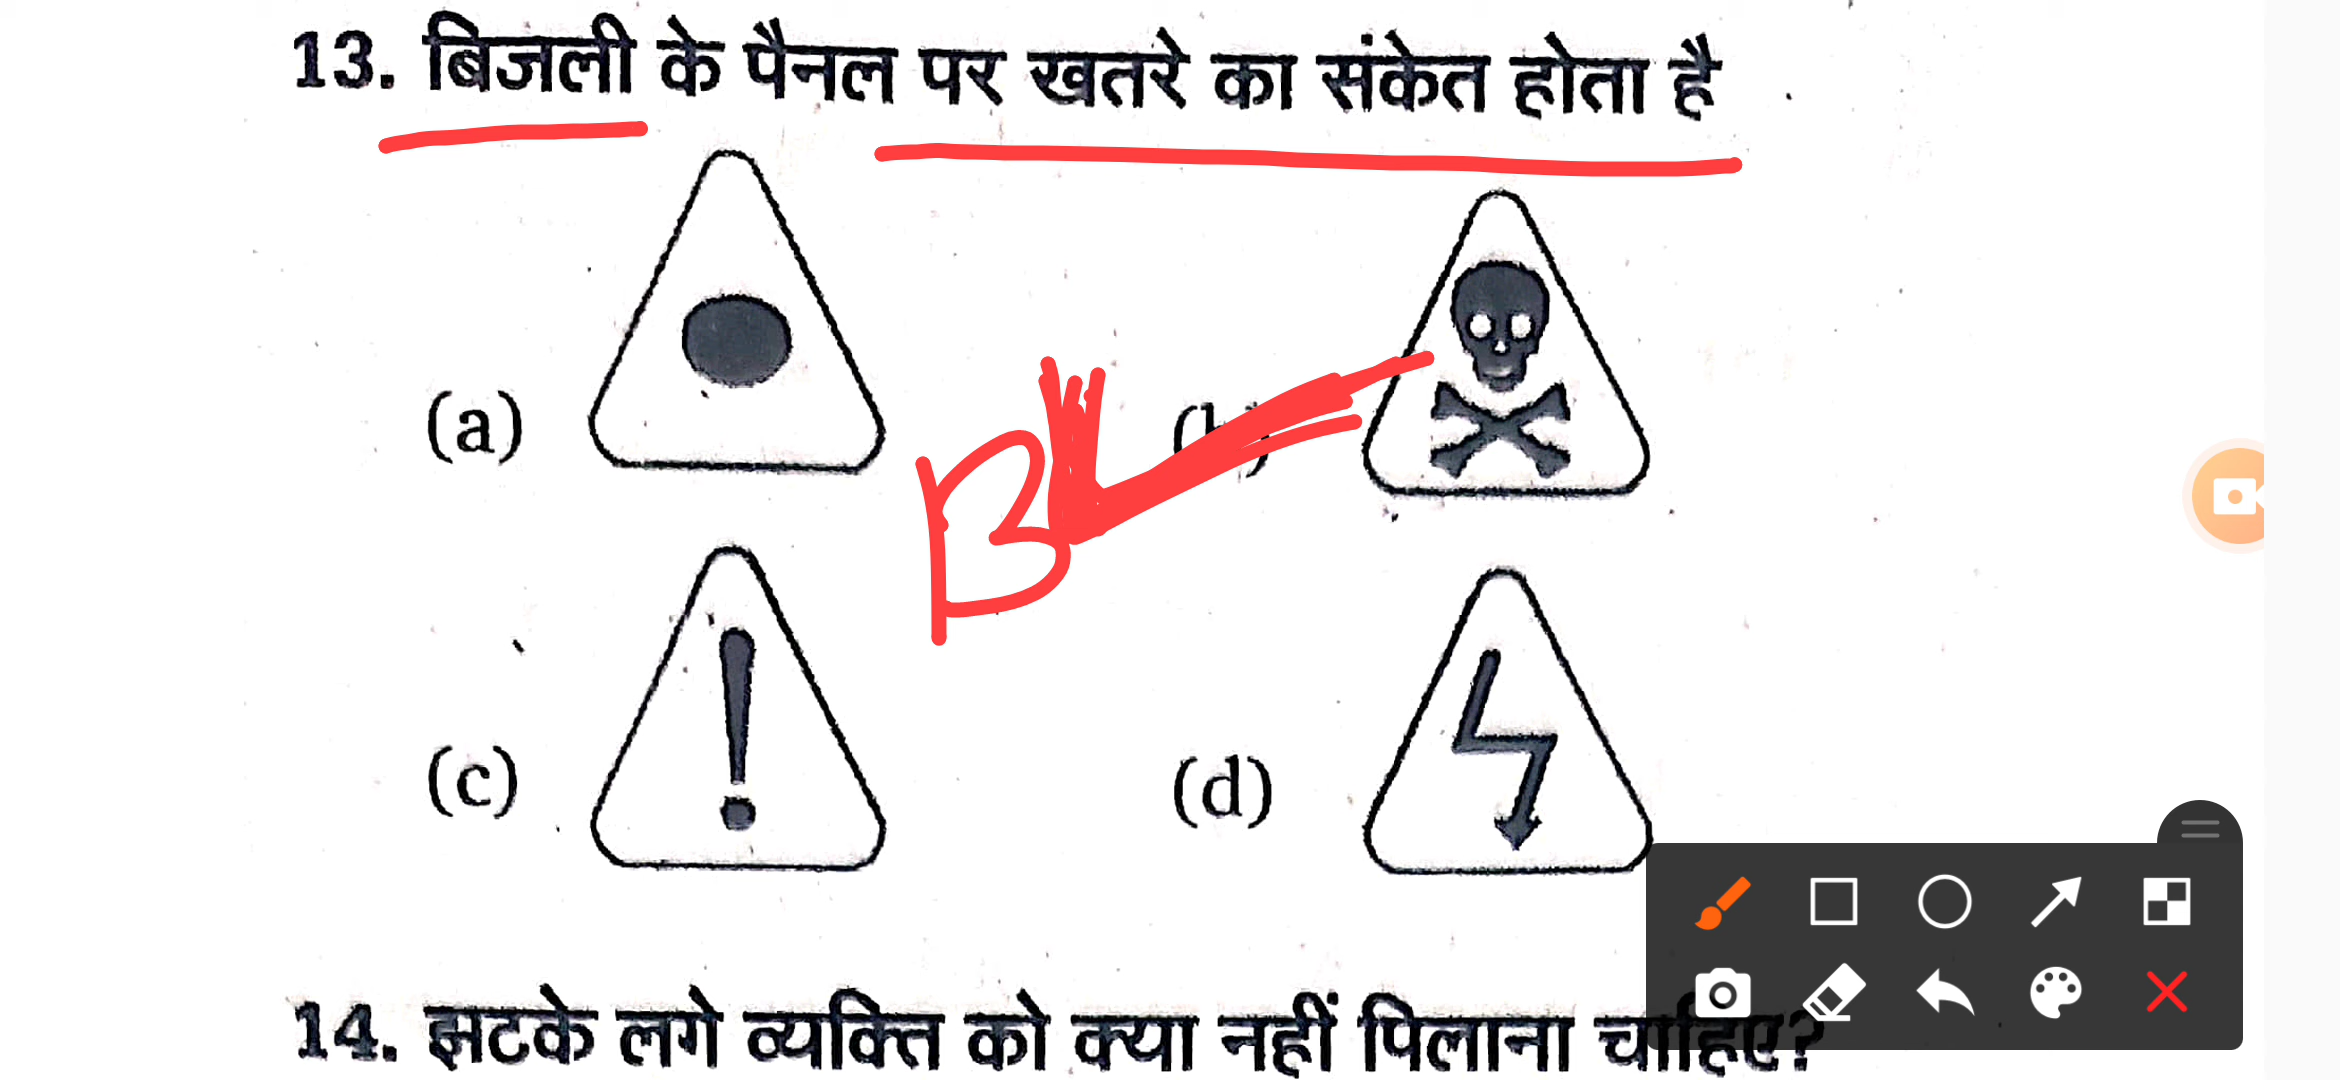 13. बिजली के पैनल पर खतरे का संकेत होता है
(a)
B (b)
(c)
(d)
14. झटके लगे व्यक्ति को क्या नहीं पिलाना चाहिए?